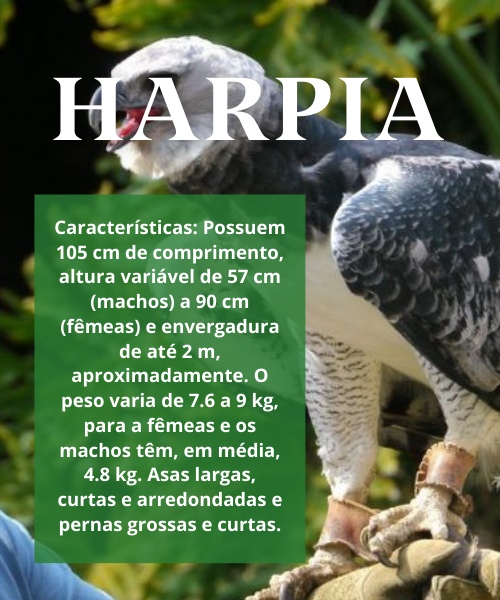 HARPIA
Características: Possuem
105 cm de comprimento,
altura variável de 57 cm
(machos) a 90 cm
(fêmeas) e envergadura
de até 2 m,
aproximadamente. O
peso varia de 7.6 a 9 kg,
para a fêmeas e os
machos têm, em média,
4.8 kg. Asas largas,
curtas e arredondadas e
pernas grossas e curtas.